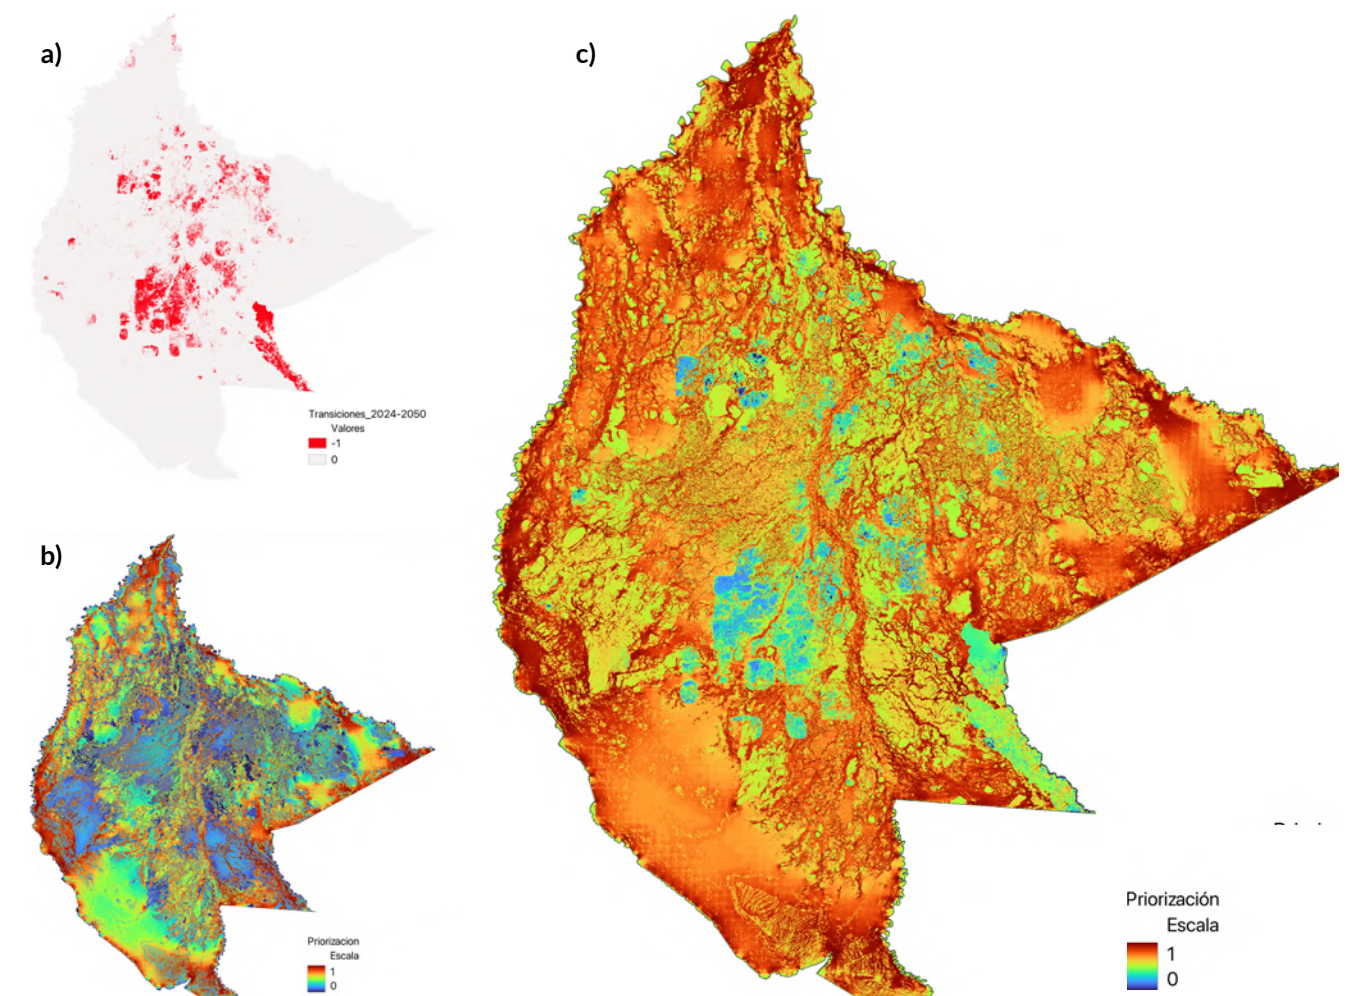 a)
Transiciones_2024-2050
Valores
-1
0
b)
Priorizacion
Escala
1
0
c)
Priorización
Escala
1
0